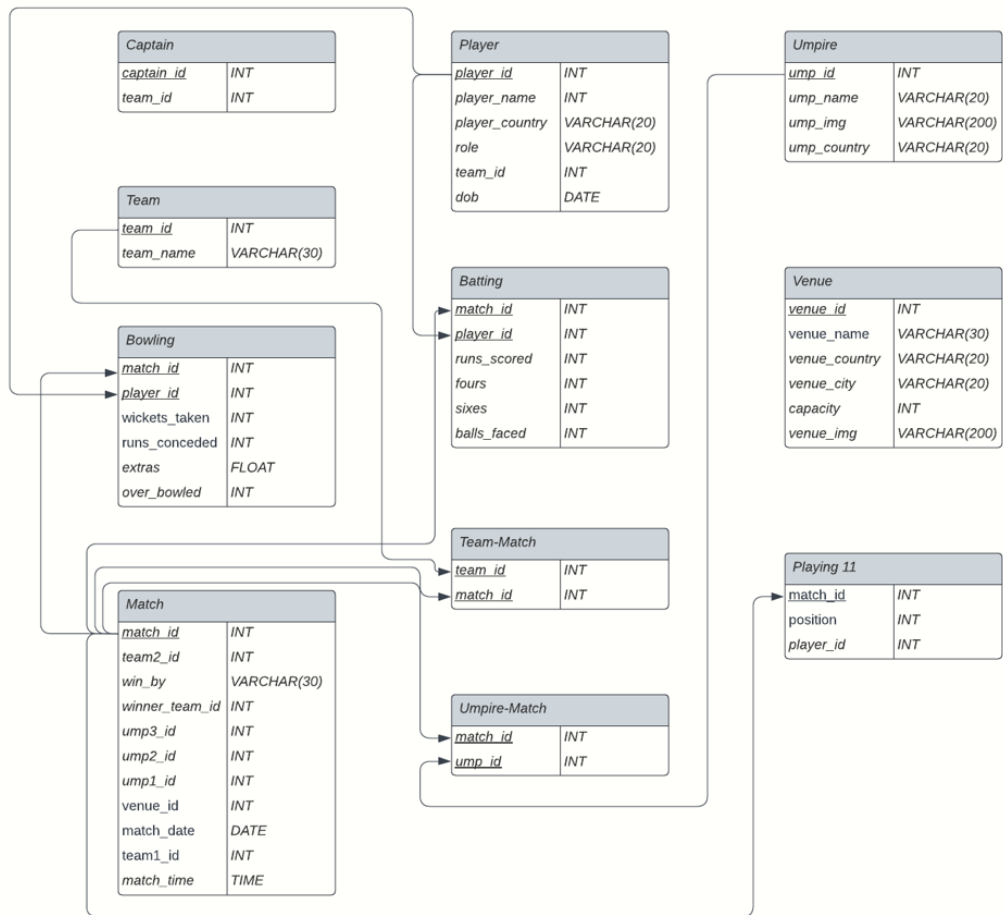 Captain
captain_id INT
team_id INT
Player
player_id INT
player_name INT
player_country VARCHAR(20)
role VARCHAR(20)
team_id INT
dob DATE
Umpire
ump_id INT
ump_name VARCHAR(20)
ump_img VARCHAR(200)
ump_country VARCHAR(20)
Team
team_id INT
team_name VARCHAR(30)
Batting
match_id INT
player_id INT
runs_scored INT
fours INT
sixes INT
balls_faced INT
Venue
venue_id INT
venue_name VARCHAR(30)
venue_country VARCHAR(20)
venue_city VARCHAR(20)
capacity INT
venue_img VARCHAR(200)
Bowling
match_id INT
player_id INT
wickets_taken INT
runs_conceded INT
extras FLOAT
over_bowled INT
Team-Match
team_id INT
match_id INT
Playing 11
match_id INT
position INT
player_id INT
Match
match_id INT
team2_id INT
win_by VARCHAR(30)
winner_team_id INT
ump3_id INT
ump2_id INT
ump1_id INT
venue_id INT
match_date DATE
team1_id INT
match_time TIME
Umpire-Match
match_id INT
ump_id INT